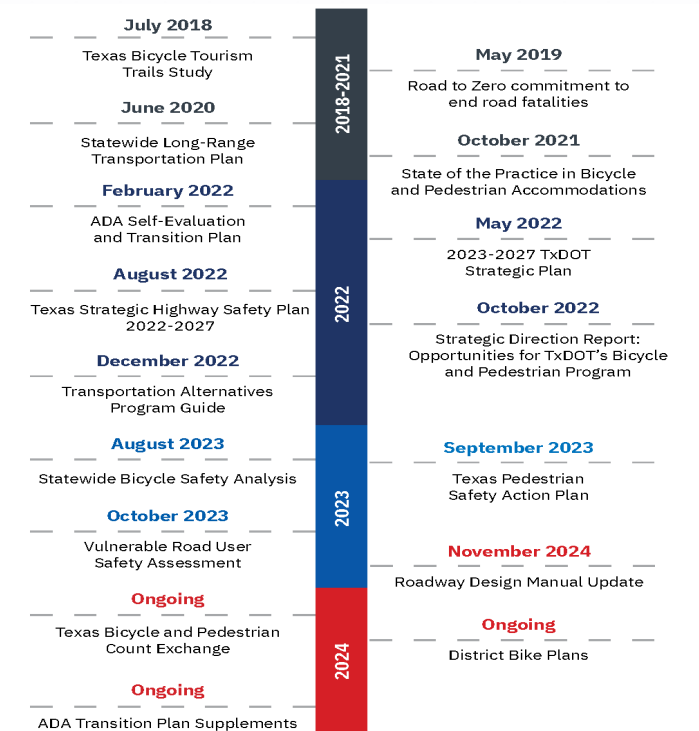 July 2018
Texas Bicycle Tourism
Trails Study
May 2019
Road to Zero commitment to
end road fatalities
June 2020
Statewide Long-Range
Transportation Plan
October 2021
State of the Practice in Bicycle
and Pedestrian Accommodations
2018-2021
February 2022
ADA Self-Evaluation
and Transition Plan
May 2022
2023-2027 TxDOT
Strategic Plan
August 2022
Texas Strategic Highway Safety Plan
2022-2027
October 2022
Strategic Direction Report:
Opportunities for TxDOT's Bicycle
and Pedestrian Program
December 2022
Transportation Alternatives
Program Guide
2022
August 2023
Statewide Bicycle Safety Analysis
September 2023
Texas Pedestrian
Safety Action Plan
October 2023
Vulnerable Road User
Safety Assessment
2023
November 2024
Roadway Design Manual Update
Ongoing
Texas Bicycle and Pedestrian
Count Exchange
Ongoing
District Bike Plans
Ongoing
ADA Transition Plan Supplements
2024